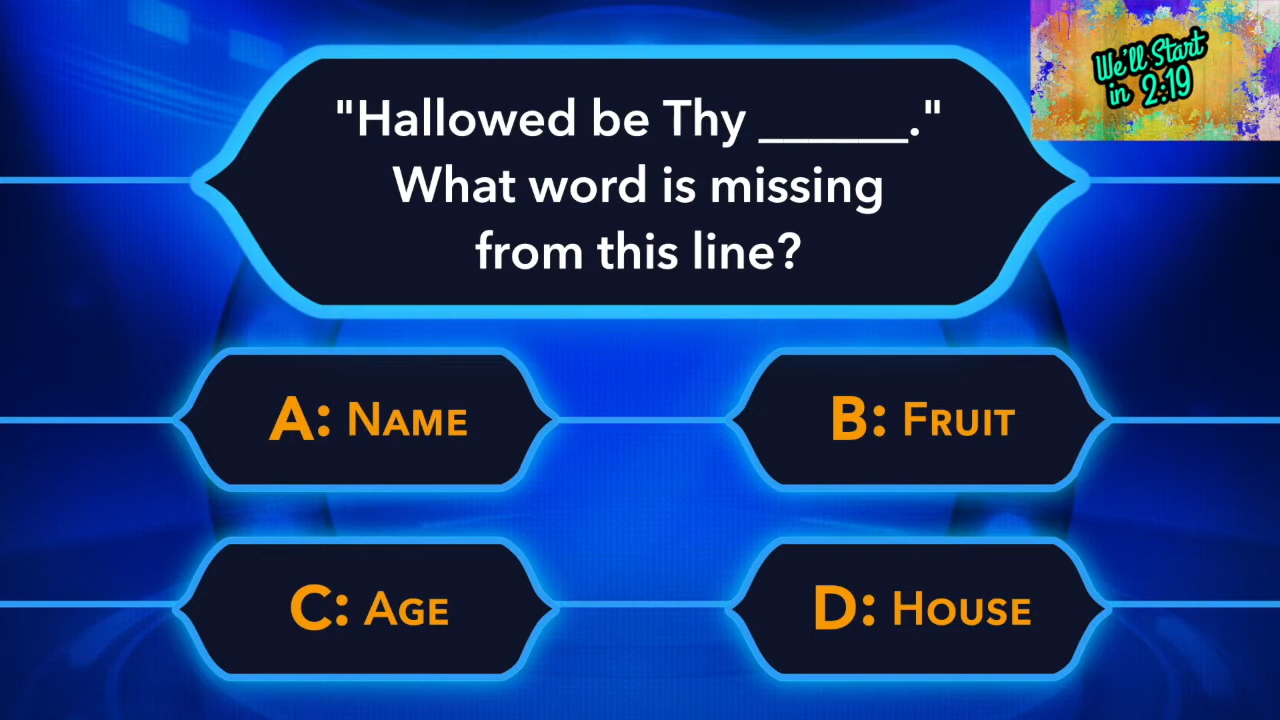 "Hallowed be Thy ______."
What word is missing
from this line?
We'll Start
in 2:19
A: NAME
B: FRUIT
C: AGE
D: HOUSE